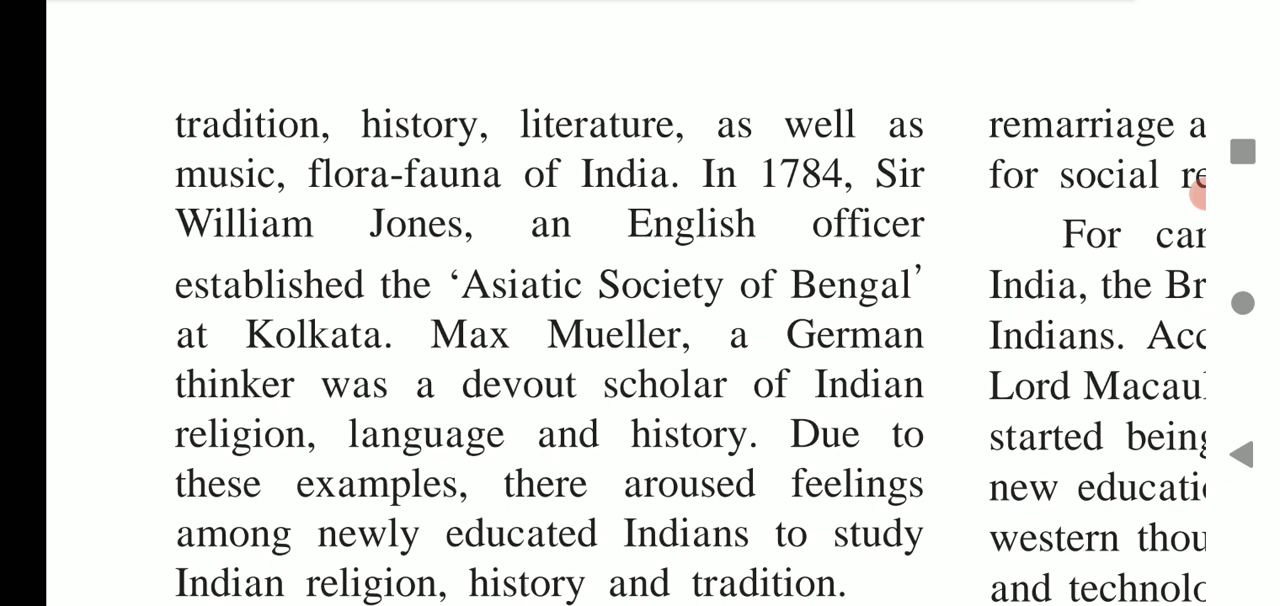 tradition, history, literature, as well as
music, flora-fauna of India. In 1784, Sir
William Jones, an English officer
established the ‘Asiatic Society of Bengal’
at Kolkata. Max Mueller, a German
thinker was a devout scholar of Indian
religion, language and history. Due to
these examples, there aroused feelings
among newly educated Indians to study
Indian religion, history and tradition.
remarriage
for social
For
India, the
Indians.
Lord
started
new
western
and